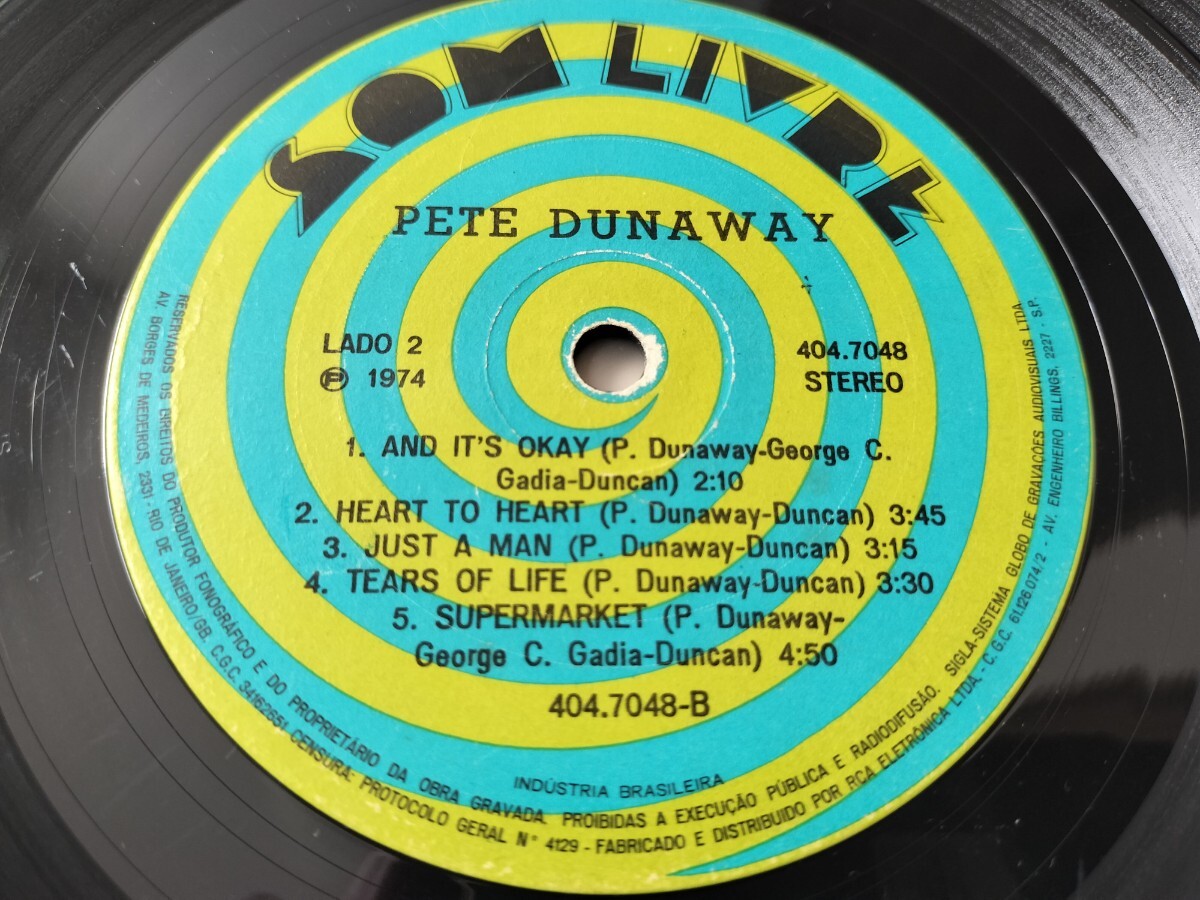 SOM LIVRE
PETE DUNAWAY
LADO 2
℗ 1974
404.7048
STEREO
1. AND IT'S OKAY (P. Dunaway-George C.
Gadia-Duncan) 2:10
2. HEART TO HEART (P. Dunaway-Duncan) 3:45
3. JUST A MAN (P. Dunaway-Duncan) 3:15
4. TEARS OF LIFE (P. Dunaway-Duncan) 3:30
5. SUPERMARKET (P. Dunaway-
George C. Gadia-Duncan) 4:50
404.7048-B
INDÚSTRIA BRASILEIRA
RESERVADOS OS DIREITOS DO PRODUTOR FONOGRÁFICO E DO PROPRIETÁRIO DA OBRA GRAVADA. PROIBIDAS A EXECUÇÃO PÚBLICA E RADIODIFUSÃO. SIGLA-SISTEMA GLOBO DE GRAVAÇÕES AUDIOVISUAIS LTDA
AV. BORGES DE MEDEIROS, 2331 - RIO DE JANEIRO/GB. C.G.C. 34162651 CENSURA: PROTOCOLO GERAL N° 4129 - FABRICADO E DISTRIBUIDO POR RCA ELETRÔNICA LTDA - C. G.C. 61.126.074/2 - AV. ENGENHEIRO BILLINGS, 2227 - S.P.